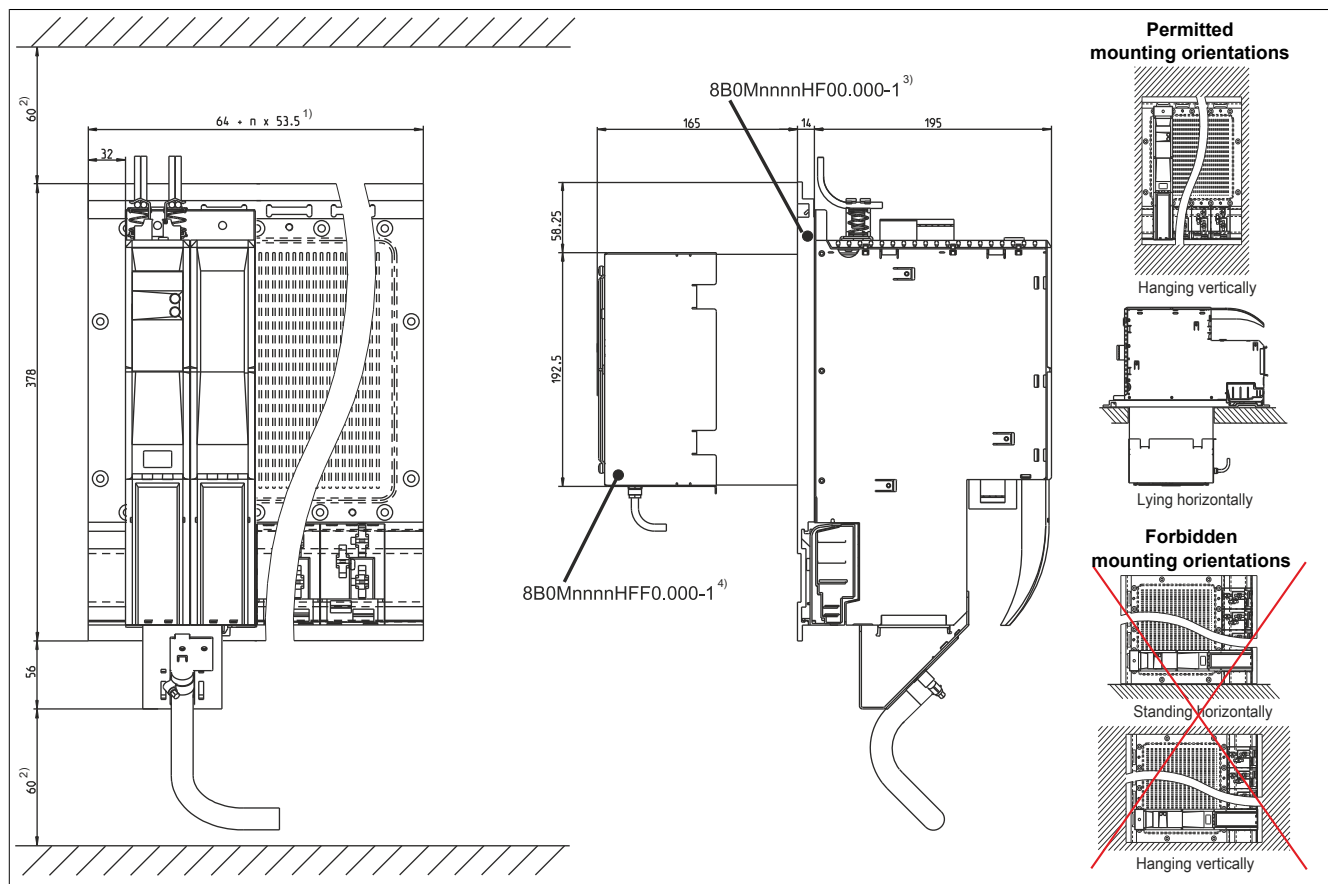 60 2)
64 + n x 53.5 1)
32
378
56
60 2)
8B0MnnnnHF00.000-1 3)
165
14
195
58.25
192.5
8B0MnnnnHFF0.000-1 4)
Permitted
mounting orientations
Hanging vertically
Lying horizontally
Forbidden
mounting orientations
Standing horizontally
Hanging vertically